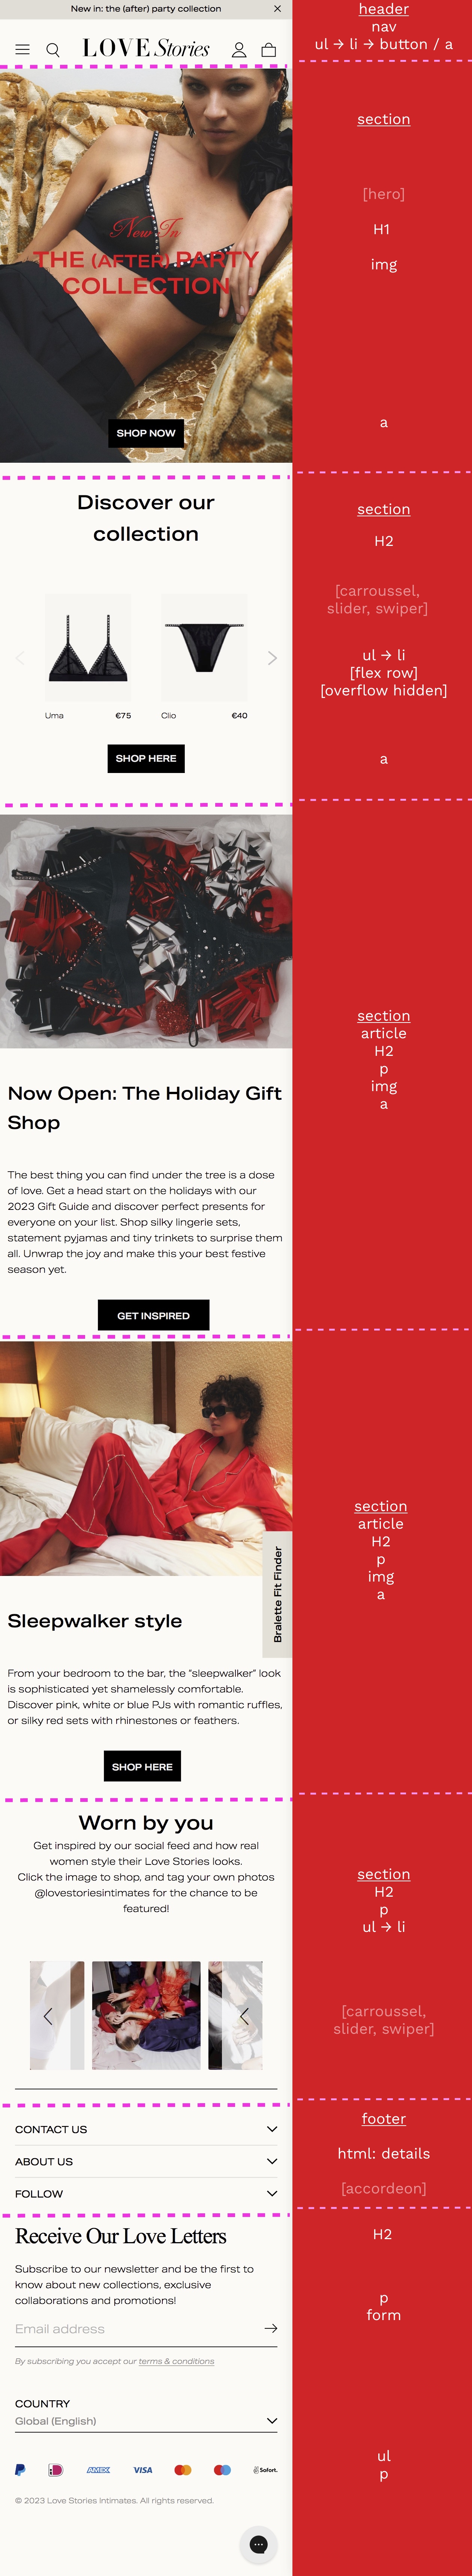 New in: the (after) party collection
LOVE Stories
New In
THE (AFTER) PARTY
COLLECTION
SHOP NOW
Discover our
collection
Uma €75
Clio €40
SHOP HERE
Now Open: The Holiday Gift
Shop
The best thing you can find under the tree is a dose
of love. Get a head start on the holidays with our
2023 Gift Guide and discover perfect presents for
everyone on your list. Shop silky lingerie sets,
statement pyjamas and tiny trinkets to surprise them
all. Unwrap the joy and make this your best festive
season yet.
GET INSPIRED
Bralette Fit Finder
Sleepwalker style
From your bedroom to the bar, the “sleepwalker” look
is sophisticated yet shamelessly comfortable.
Discover pink, white or blue PJs with romantic ruffles,
or silky red sets with rhinestones or feathers.
SHOP HERE
Worn by you
Get inspired by our social feed and how real
women style their Love Stories looks.
Click the image to shop, and tag your own photos
@lovestoriesintimates for the chance to be
featured!
CONTACT US
ABOUT US
FOLLOW
Receive Our Love Letters
Subscribe to our newsletter and be the first to
know about new collections, exclusive
collaborations and promotions!
Email address
By subscribing you accept our terms & conditions
COUNTRY
Global (English)
AMEX
VISA
Sofort.
© 2023 Love Stories Intimates. All rights reserved.
header
nav
ul → li → button / a
section
[hero]
H1
img
a
section
H2
[carroussel,
slider, swiper]
ul → li
[flex row]
[overflow hidden]
a
section
article
H2
p
img
a
section
article
H2
p
img
a
section
H2
p
ul → li
[carroussel,
slider, swiper]
footer
html: details
[accordeon]
H2
p
form
ul
p